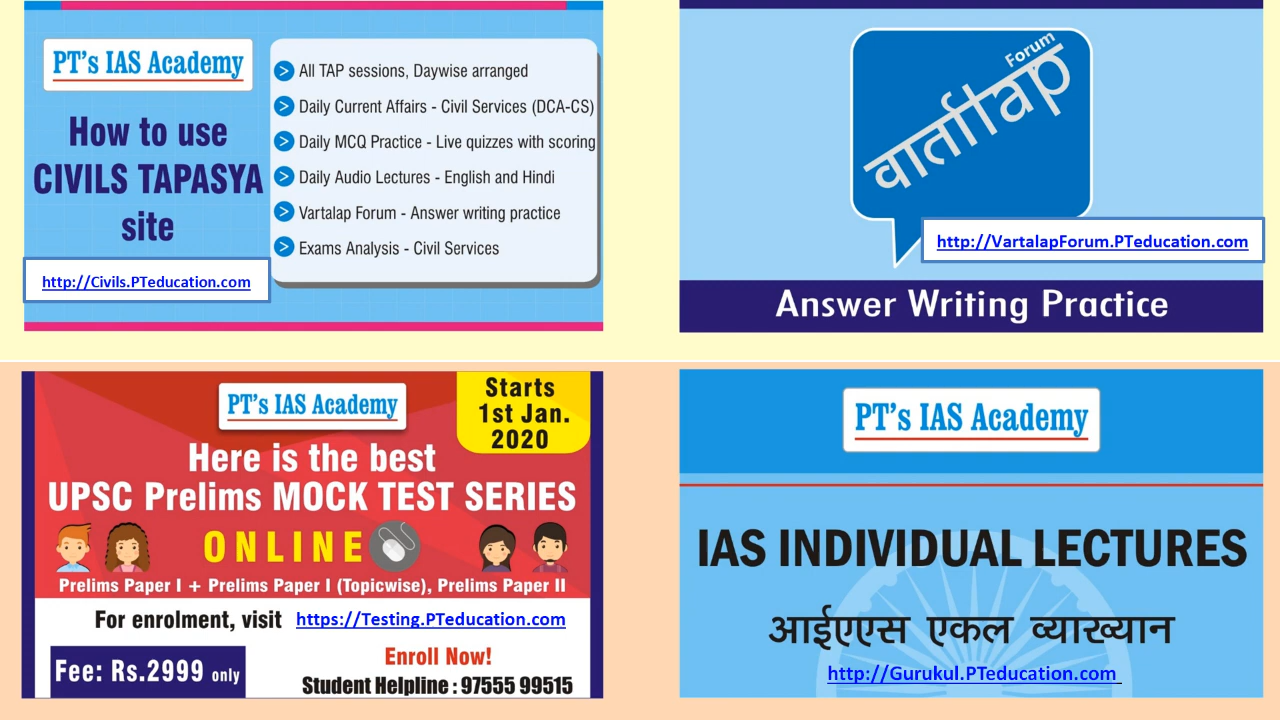 PT's IAS Academy
How to use
CIVILS TAPASYA
site
http://Civils.PTeducation.com
All TAP sessions, Daywise arranged
Daily Current Affairs - Civil Services (DCA-CS)
Daily MCQ Practice - Live quizzes with scoring
Daily Audio Lectures - English and Hindi
Vartalap Forum - Answer writing practice
Exams Analysis - Civil Services
Forum
वार्ताlap
http://VartalapForum.PTeducation.com
Answer Writing Practice
PT's IAS Academy
Starts
1st Jan.
2020
Here is the best
UPSC Prelims MOCK TEST SERIES
ONLINE
Prelims Paper I + Prelims Paper I (Topicwise), Prelims Paper II
For enrolment, visit https://Testing.PTeducation.com
Fee: Rs.2999 only
Enroll Now!
Student Helpline : 97555 99515
PT's IAS Academy
IAS INDIVIDUAL LECTURES
आईएएस एकल व्याख्यान
http://Gurukul.PTeducation.com